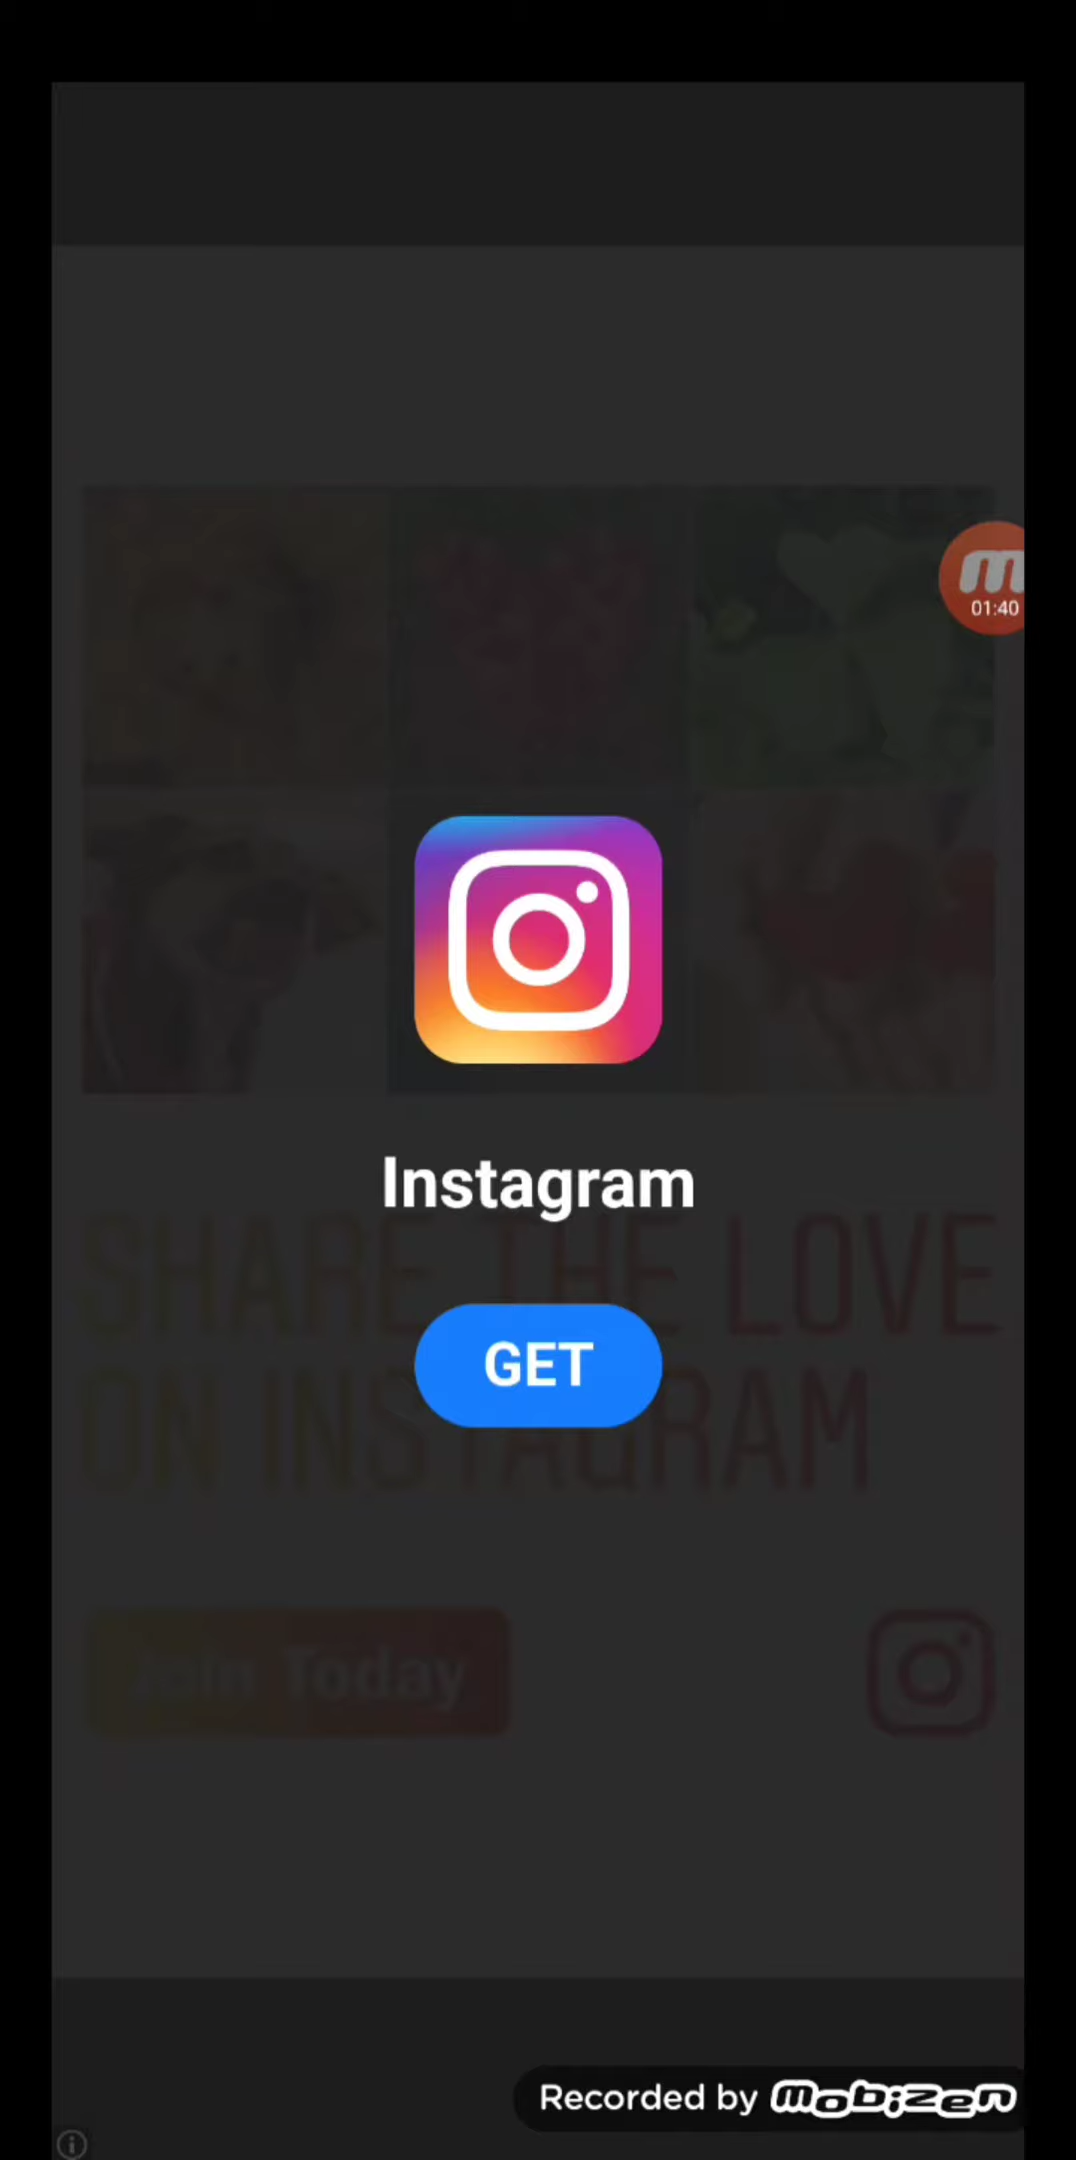 m
01:40
Instagram
SHARE THE LOVE
GET
ON INSTAGRAM
Join Today
Recorded by mobizen